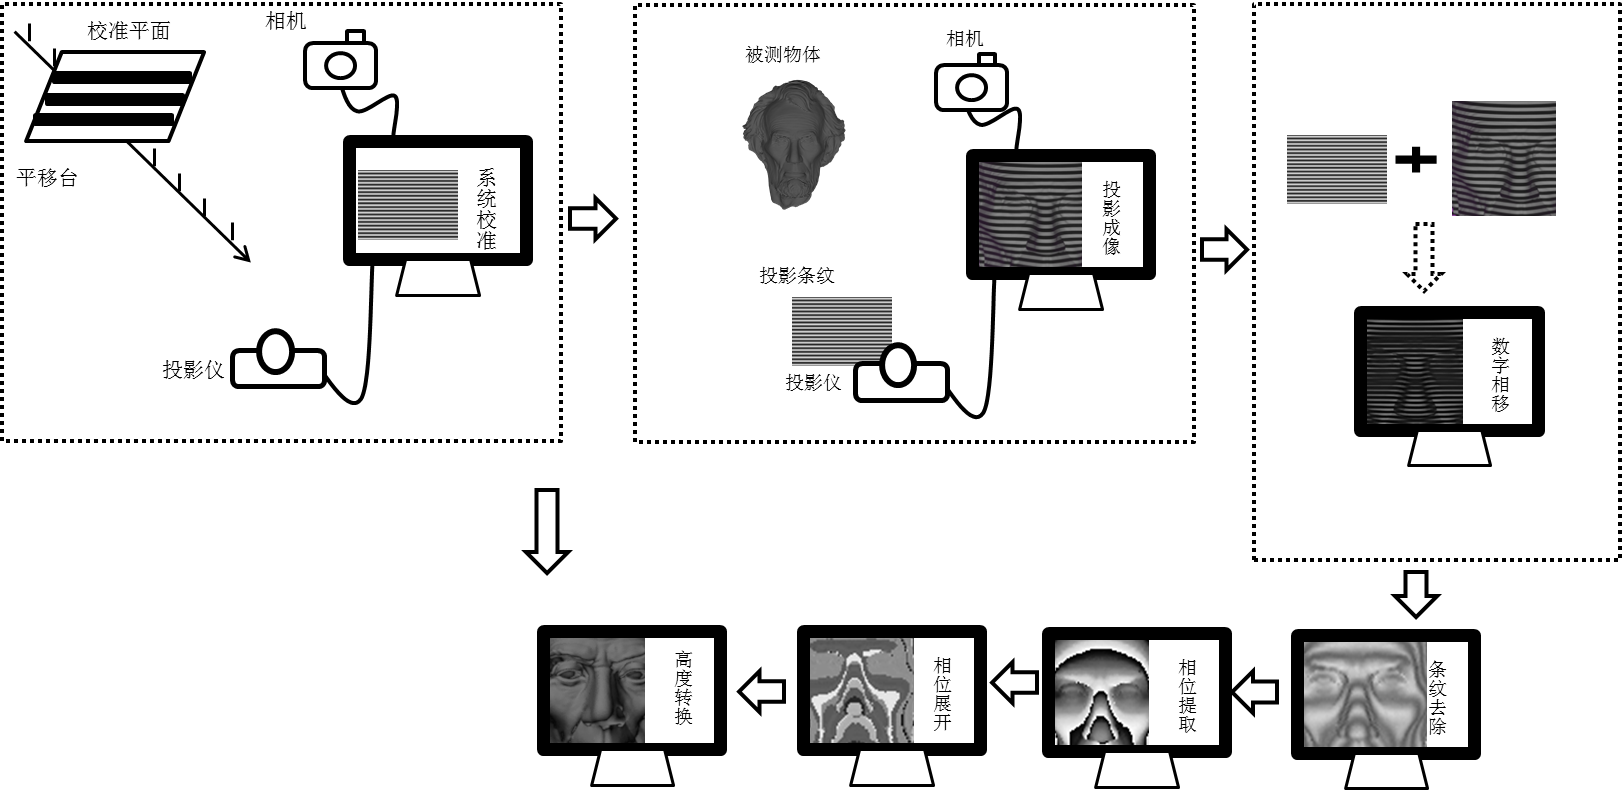 校准平面
相机
平移台
系统校准
投影仪
被测物体
相机
投影成像
投影条纹
投影仪
数字相移
高度转换
相位展开
相位提取
条纹去除